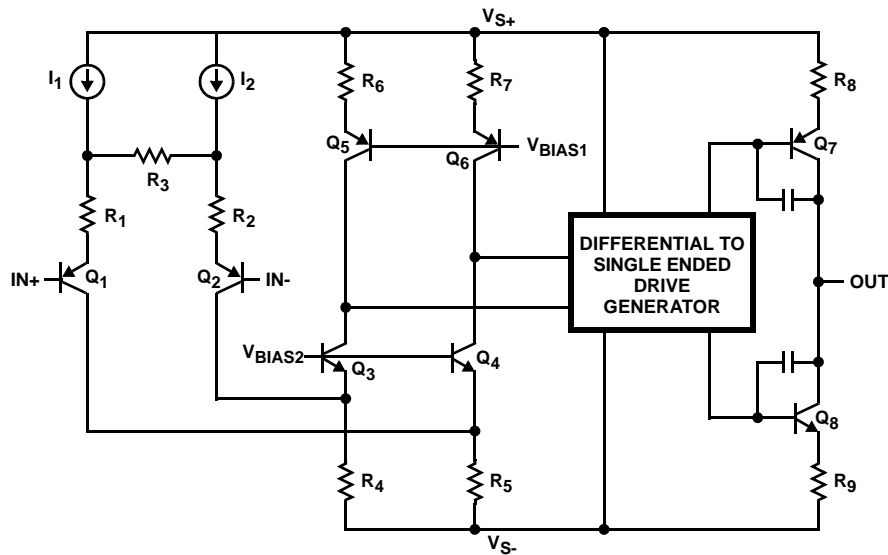 VS+
I1
I2
R6
R7
R8
Q5
Q6
VBIAS1
Q7
R3
R1
R2
IN+
Q1
Q2
IN-
DIFFERENTIAL TO
SINGLE ENDED
DRIVE
GENERATOR
OUT
VBIAS2
Q3
Q4
Q8
R4
R5
R9
VS-